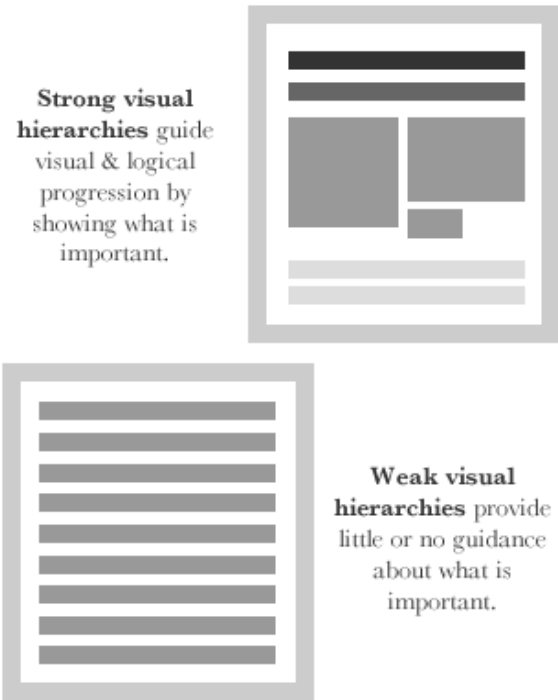 Strong visual
hierarchies guide
visual & logical
progression by
showing what is
important.
Weak visual
hierarchies provide
little or no guidance
about what is
important.